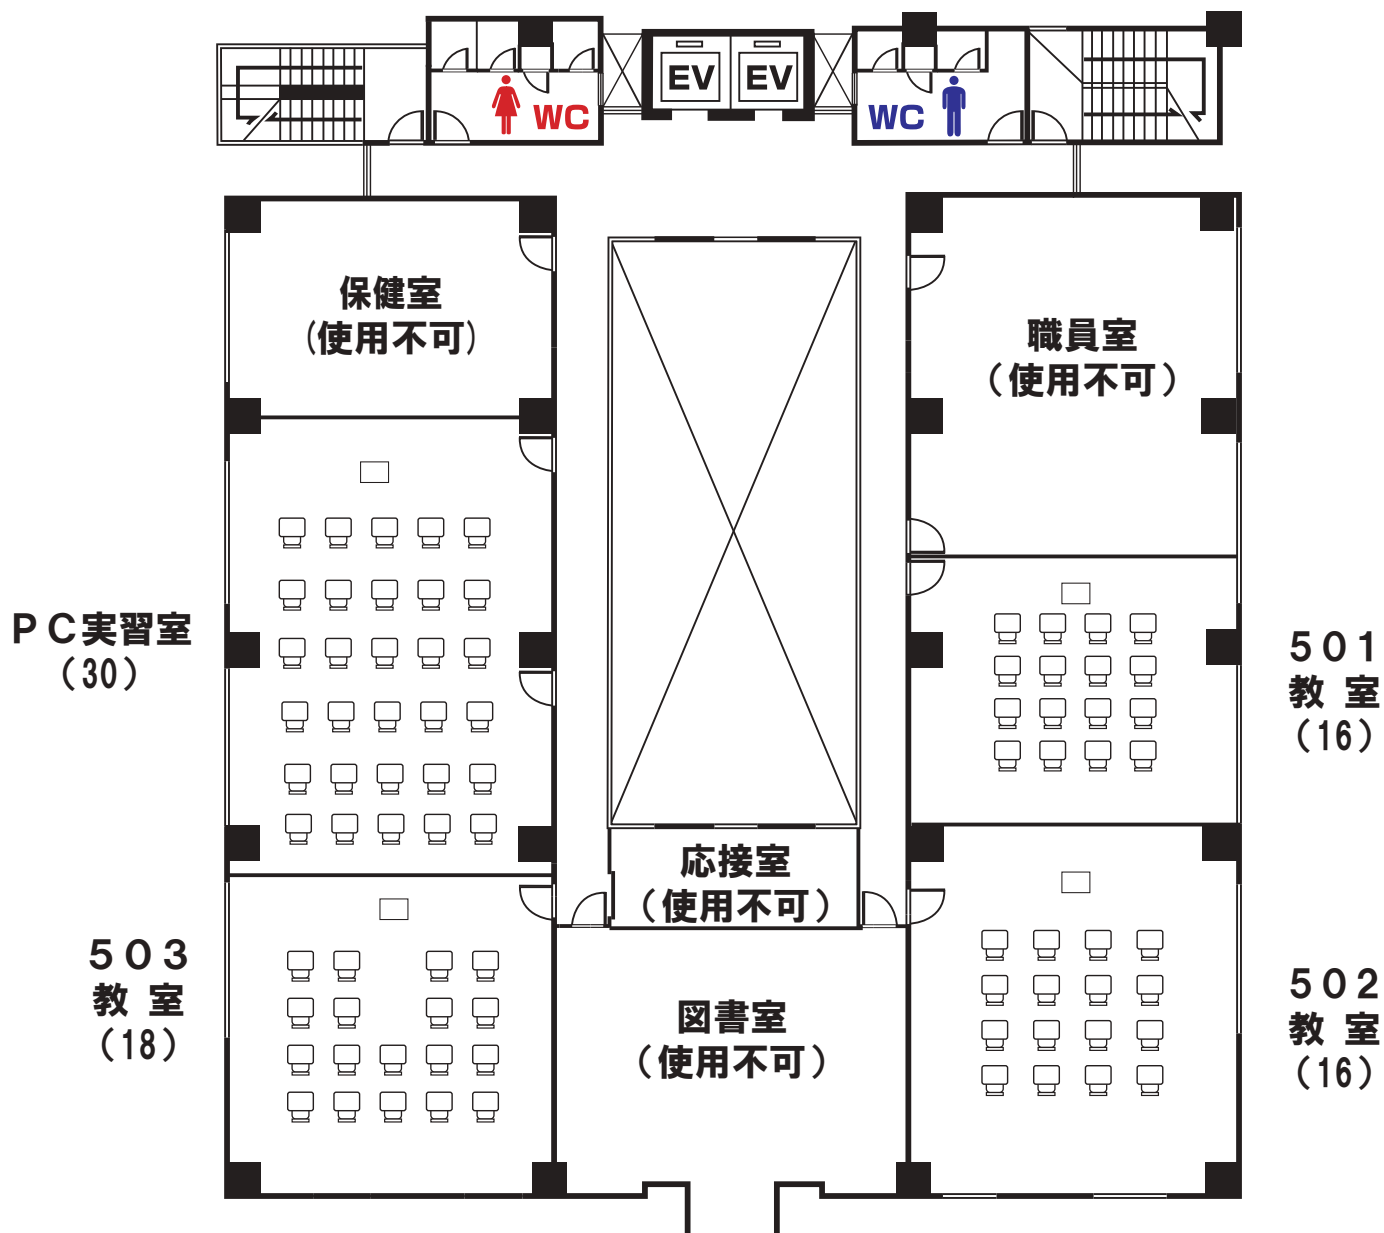 EV
EV
WC
WC
保健室
(使用不可)
職員室
（使用不可）
ＰＣ実習室
（30）
５０１
教 室
（16）
応接室
（使用不可）
５０３
教 室
（18）
図書室
（使用不可）
５０２
教 室
（16）